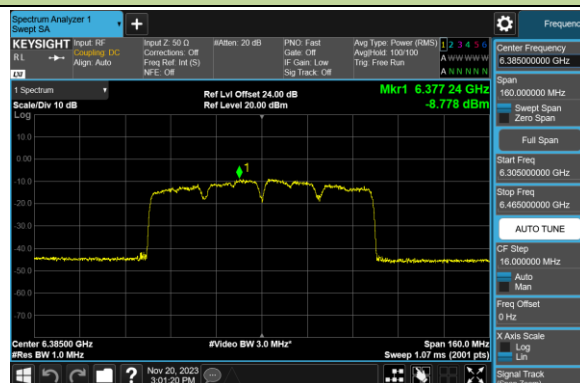 Spectrum Analyzer 1
Swept SA
Frequenc
KEYSIGHT
RL
Input: RF
Coupling: DC
Align: Auto
Input Z: 50 Ω
Corrections: Off
Freq Ref: Int (S)
NFE: Off
#Atten: 20 dB
PNO: Fast
Gate: Off
IF Gain: Low
Sig Track: Off
Avg Type: Power (RMS)
Avg|Hold: 100/100
Trig: Free Run
1 2 3 4 5 6
A W W W W W
A N N N N N
LXI
1 Spectrum
Scale/Div 10 dB
Log
Ref Lvl Offset 24.00 dB
Ref Level 20.00 dBm
Mkr1 6.377 24 GHz
-8.778 dBm
1
10.0
0.00
-10.0
-20.0
-30.0
-40.0
-50.0
-60.0
-70.0
Center 6.38500 GHz
#Res BW 1.0 MHz
#Video BW 3.0 MHz*
Span 160.0 MHz
Sweep 1.07 ms (2001 pts)
Center Frequency
6.385000000 GHz
Span
160.000000 MHz
Swept Span
Zero Span
Full Span
Start Freq
6.305000000 GHz
Stop Freq
6.465000000 GHz
AUTO TUNE
CF Step
16.000000 MHz
Auto
Man
Freq Offset
0 Hz
X Axis Scale
Log
Lin
Signal Track
(Span Zoom)
Nov 20, 2023
3:01:20 PM